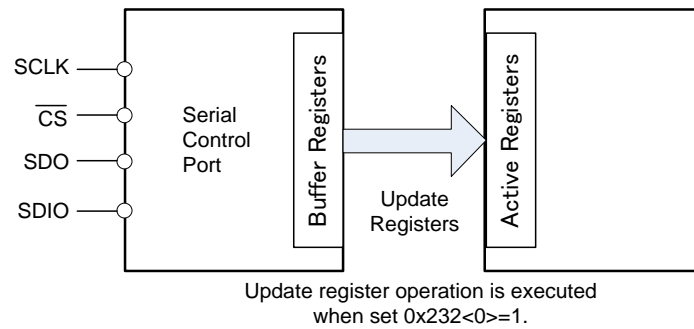 SCLK
C̅S̅
SDO
SDIO
Serial
Control
Port
Buffer Registers
Update
Registers
Active Registers
Update register operation is executed
when set 0x232<0>=1.